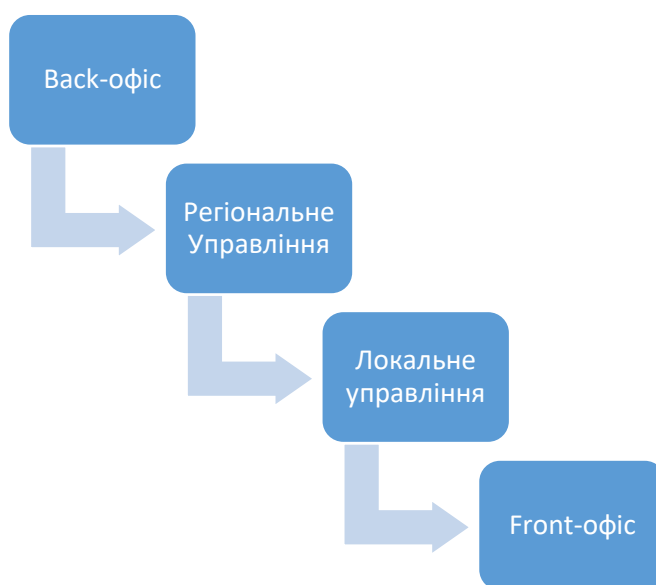 Back-офіс
Регіональне
Управління
Локальне
управління
Front-офіс